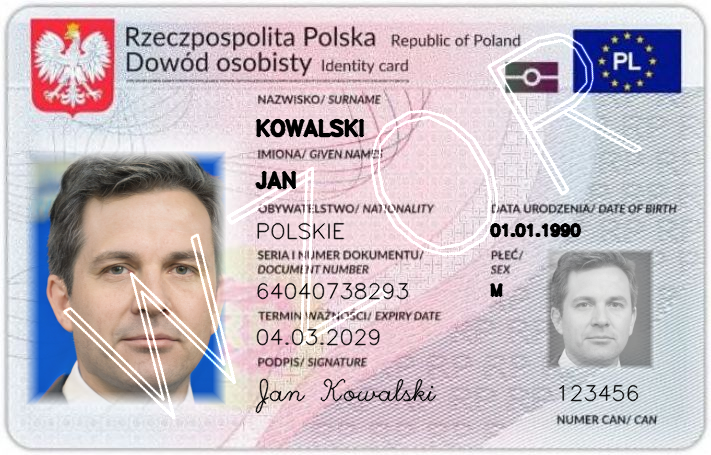 Rzeczpospolita Polska Republic of Poland
Dowód osobisty Identity card
PL
NAZWISKO/ SURNAME
KOWALSKI
IMIONA/ GIVEN NAMES
JAN
OBYWATELSTWO/ NATIONALITY
POLSKIE
DATA URODZENIA/ DATE OF BIRTH
01.01.1990
SERIA I NUMER DOKUMENTU/
DOCUMENT NUMBER
64040738293
PŁEĆ/
SEX
M
TERMIN WAŻNOŚCI/ EXPIRY DATE
04.03.2029
PODPIS/ SIGNATURE
Jan Kowalski
123456
NUMER CAN/ CAN
WZOR